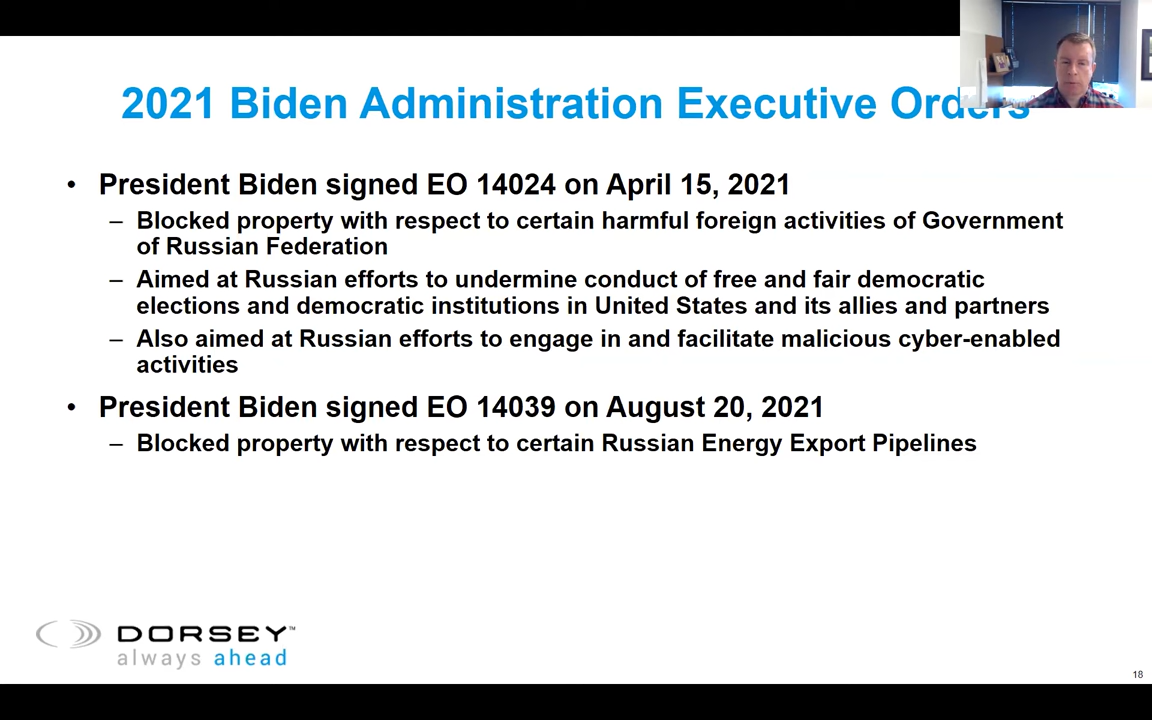 2021 Biden Administration Executive Orders
• President Biden signed EO 14024 on April 15, 2021
– Blocked property with respect to certain harmful foreign activities of Government
of Russian Federation
– Aimed at Russian efforts to undermine conduct of free and fair democratic
elections and democratic institutions in United States and its allies and partners
– Also aimed at Russian efforts to engage in and facilitate malicious cyber-enabled
activities
• President Biden signed EO 14039 on August 20, 2021
– Blocked property with respect to certain Russian Energy Export Pipelines
DORSEY™
always ahead
18